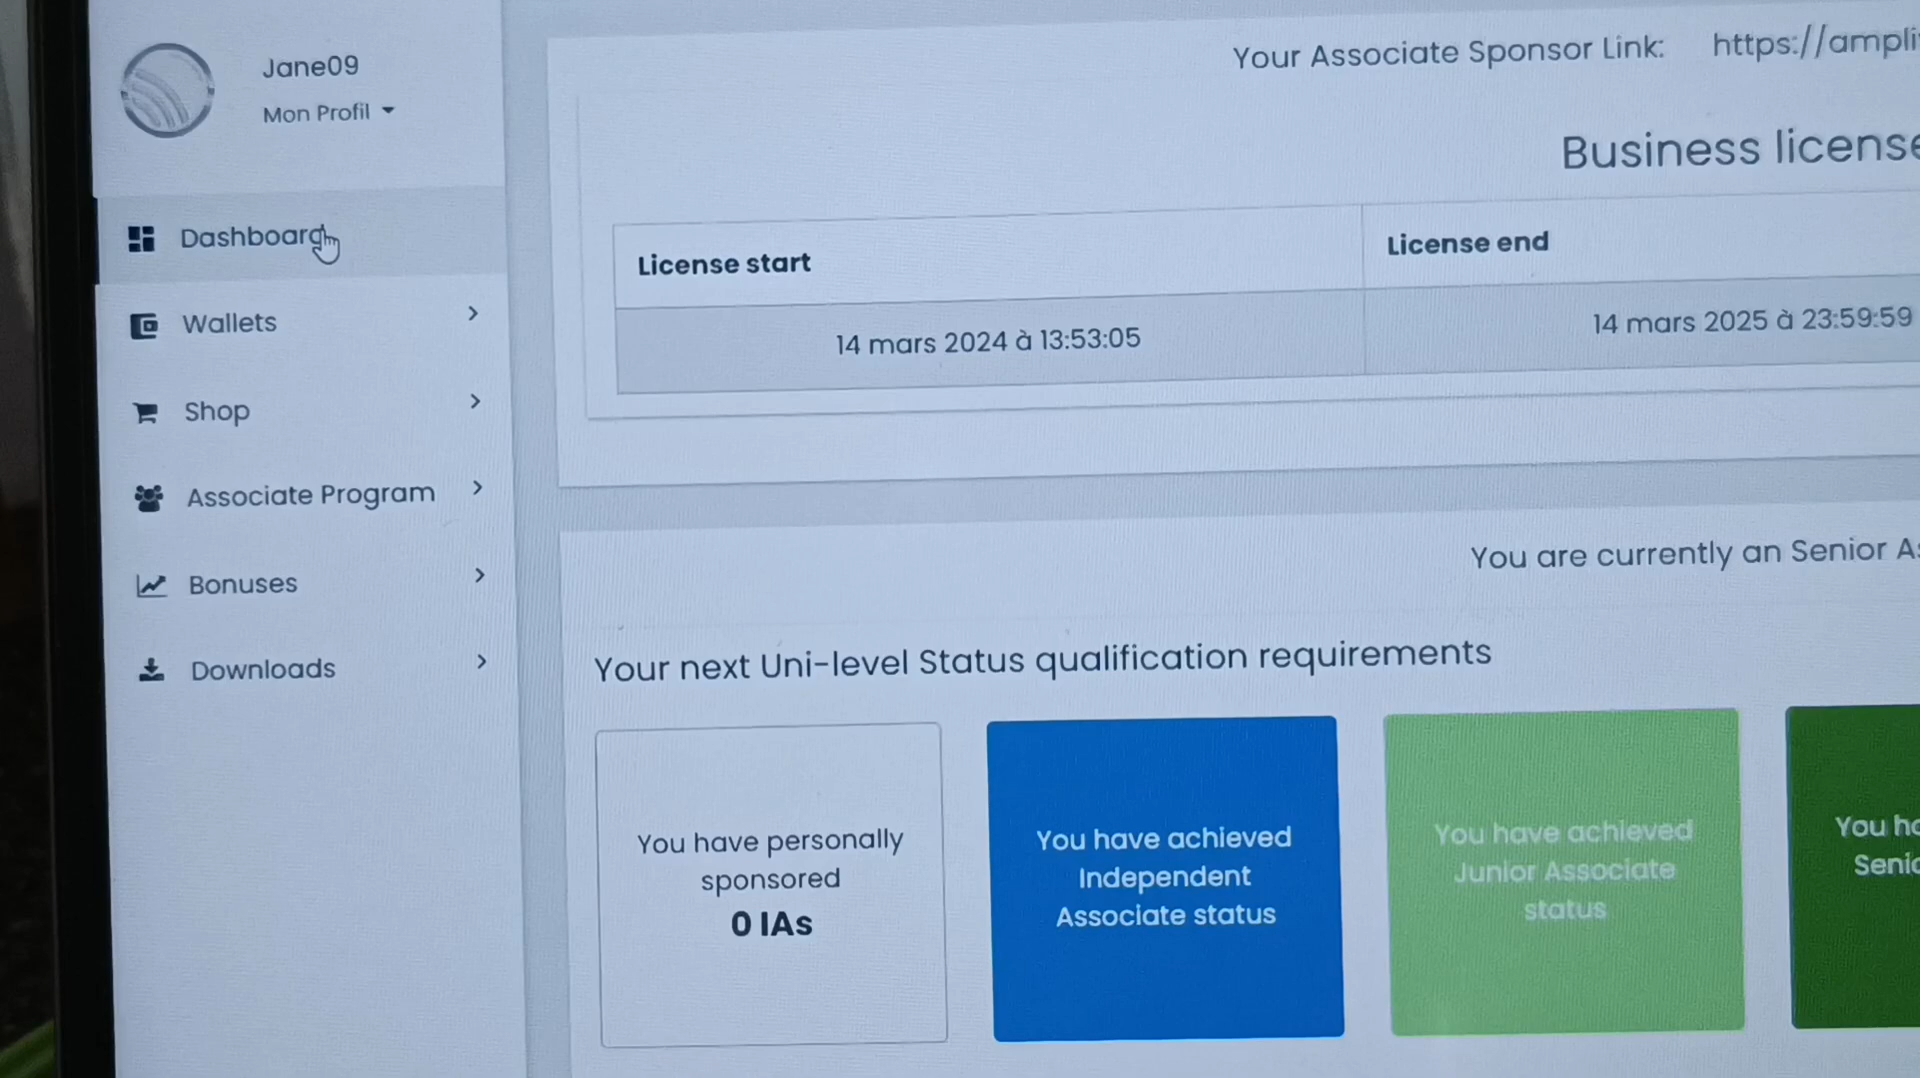 Jane09
Mon Profil
Dashboard
Wallets
Shop
Associate Program
Bonuses
Downloads
Your Associate Sponsor Link: https://ampli
Business license
License start
License end
14 mars 2024 à 13:53:05
14 mars 2025 à 23:59:59
You are currently an Senior
Your next Uni-level Status qualification requirements
You have personally
sponsored
0 IAs
You have achieved
Independent
Associate status
You have achieved
Junior Associate
status
You